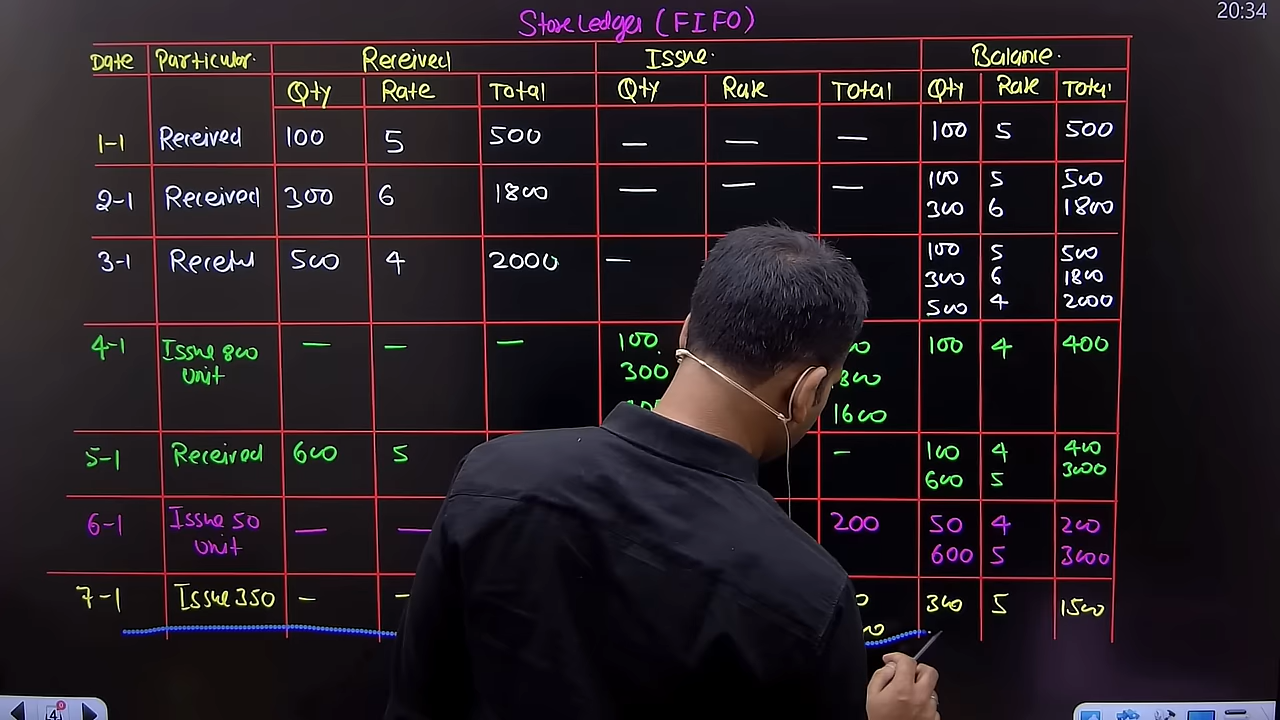 20:34
Store Ledger (FIFO)
Date Particular. Received Issue. Balance.
Qty Rate Total Qty Rate Total Qty Rate Total
1-1 Received 100 5 500 — — — 100 5 500
2-1 Received 300 6 1800 — — — 100 5 500
300 6 1800
3-1 Received 500 4 2000 — 100 5 500
300 6 1800
500 4 2000
4-1 Issue 800 — — — 100 100 4 400
Unit 300
1600
5-1 Received 600 5 - 100 4 400
600 5 3000
6-1 Issue 50 — — 200 50 4 200
Unit 600 5 3000
7-1 Issue 350 - - 300 5 1500
4